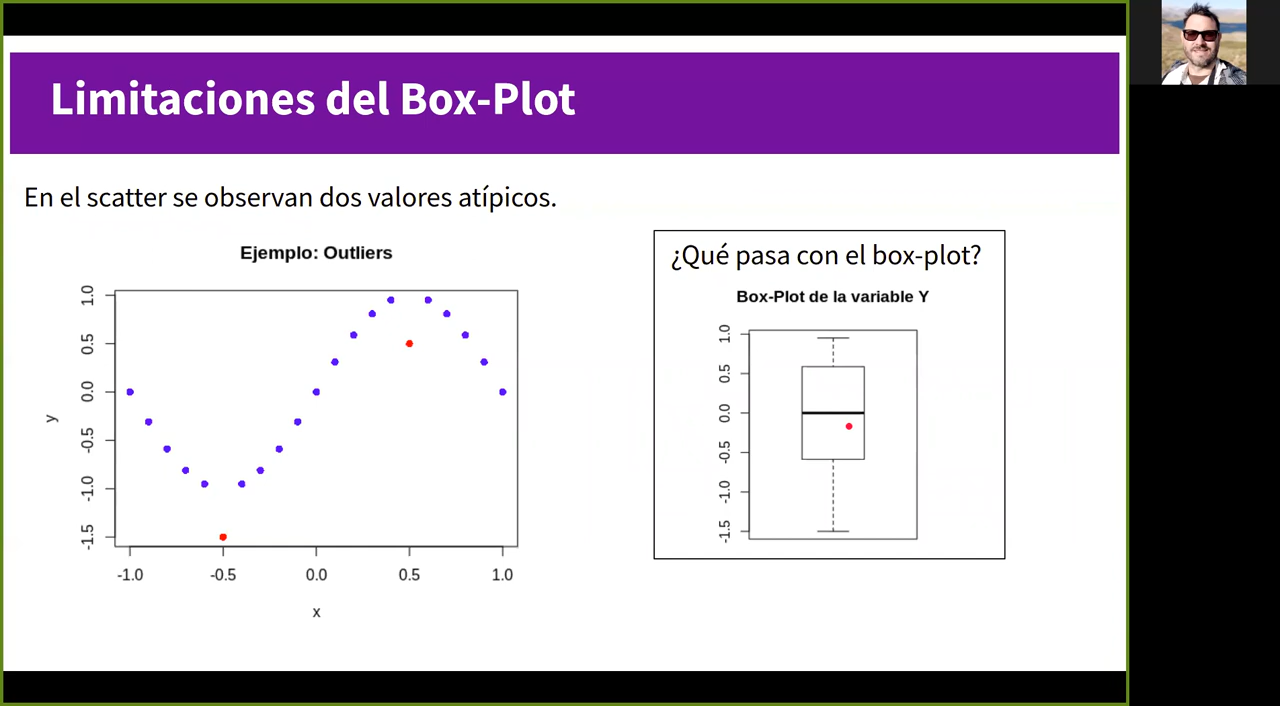 Limitaciones del Box-Plot
En el scatter se observan dos valores atípicos.
Ejemplo: Outliers
1.0
0.5
0.0
-0.5
-1.0
-1.5
y
-1.0 -0.5 0.0 0.5 1.0
x
¿Qué pasa con el box-plot?
Box-Plot de la variable Y
1.0
0.5
0.0
-0.5
-1.0
-1.5